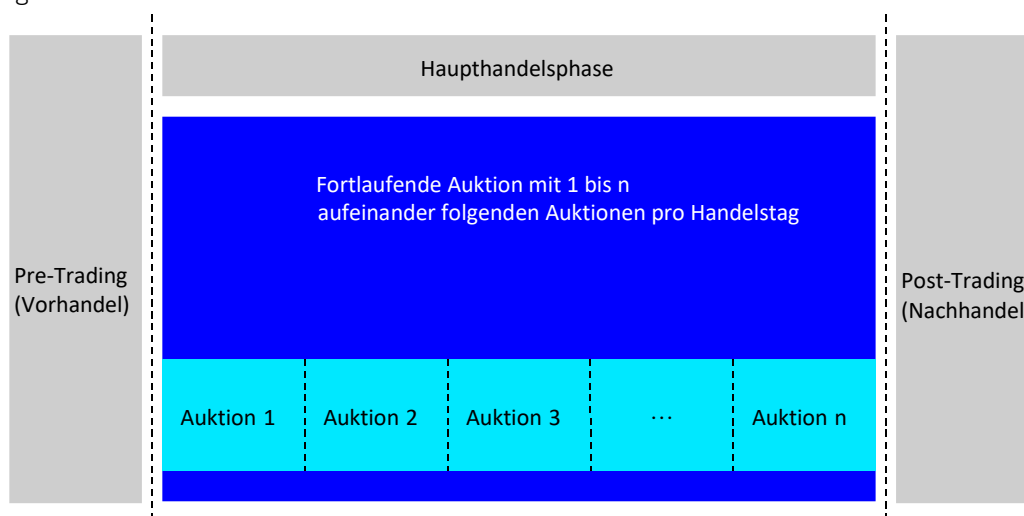 g
Haupthandelsphase
Fortlaufende Auktion mit 1 bis n
aufeinander folgenden Auktionen pro Handelstag
Pre-Trading
(Vorhandel)
Post-Trading
(Nachhandel
Auktion 1
Auktion 2
Auktion 3
...
Auktion n